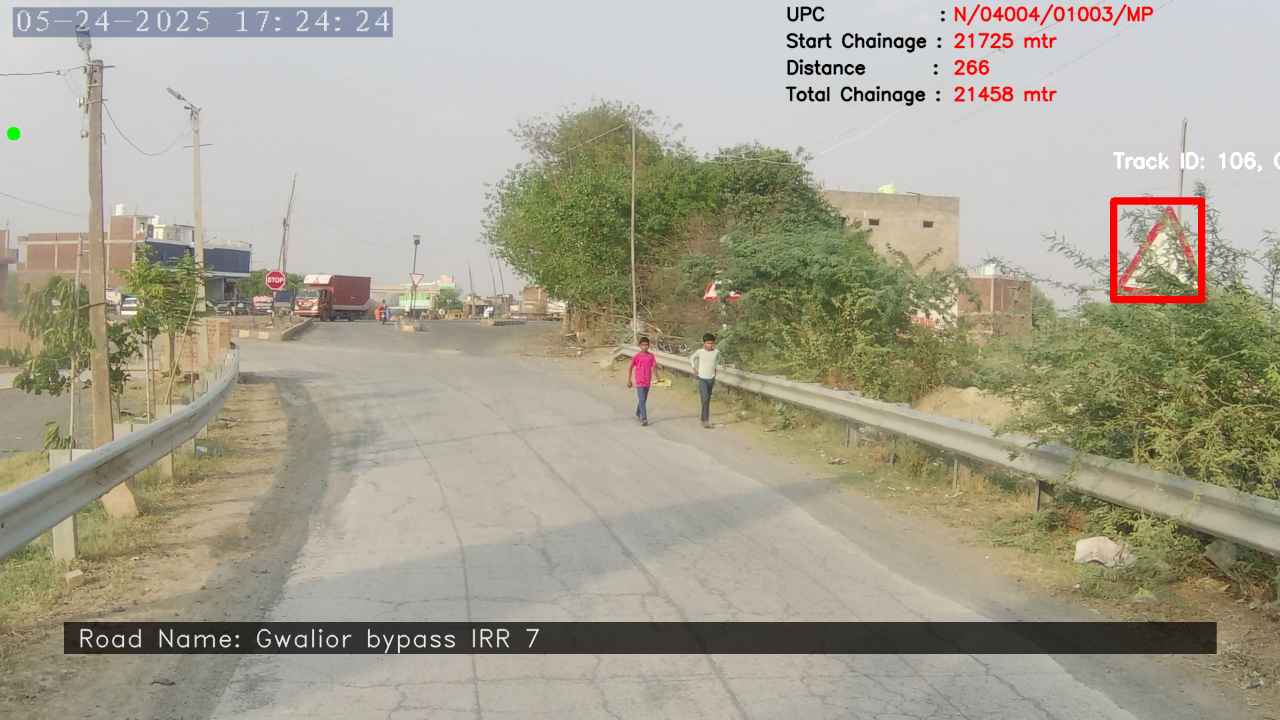 05-24-2025 17:24:24
UPC : N/04004/01003/MP
Start Chainage : 21725 mtr
Distance : 266
Total Chainage : 21458 mtr
Track ID: 106,
STOP
Road Name: Gwalior bypass IRR 7